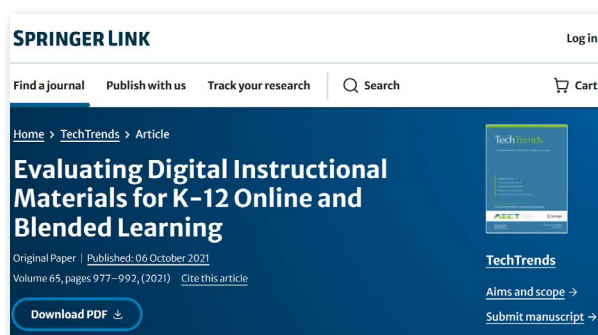 SPRINGER LINK
Log in
Find a journal Publish with us Track your research Search Cart
Home > TechTrends > Article
Evaluating Digital Instructional
Materials for K-12 Online and
Blended Learning
Original Paper | Published: 06 October 2021
Volume 65, pages 977–992, (2021) Cite this article
Download PDF
TechTrends
AECT
Springer
TechTrends
Aims and scope →
Submit manuscript →